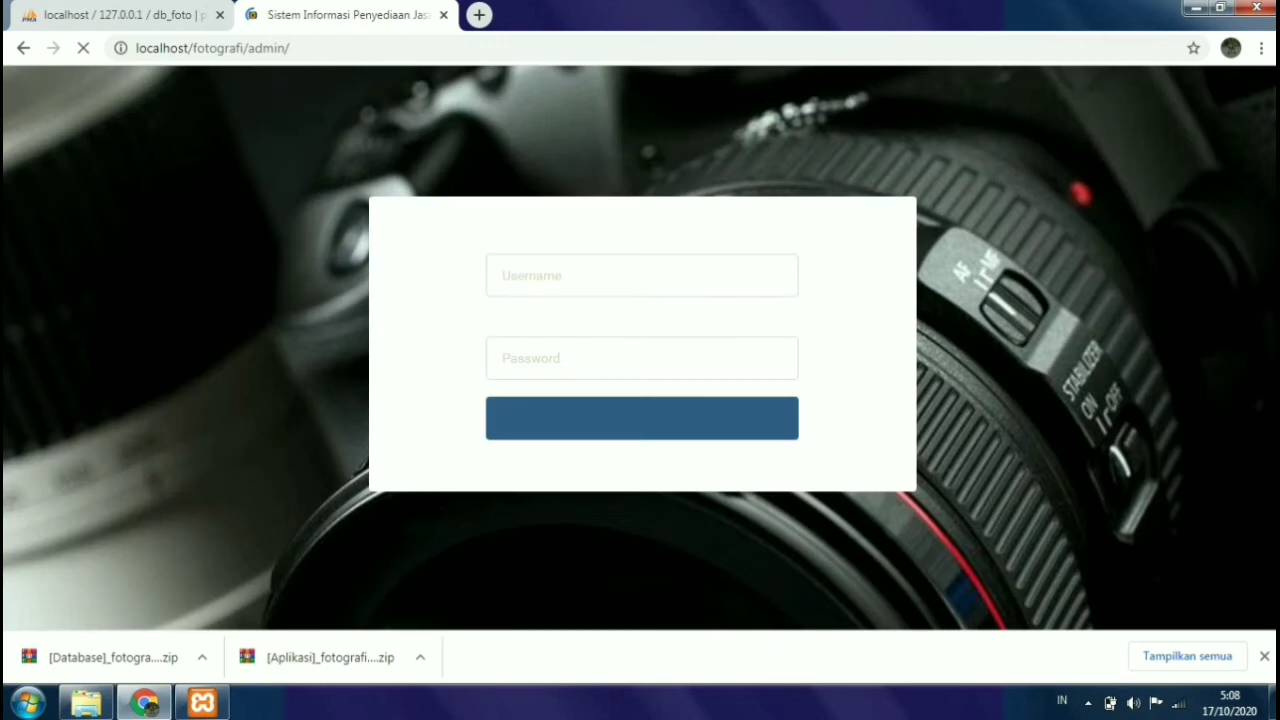 localhost / 127.0.0.1 / db_foto | p
Sistem Informasi Penyediaan Jas
localhost/fotografi/admin/
Username
Password
AF
MF
STABILIZER
ON
OFF
[Database]_fotogra....zip
[Aplikasi]_fotografi....zip
Tampilkan semua
IN
5:08
17/10/2020